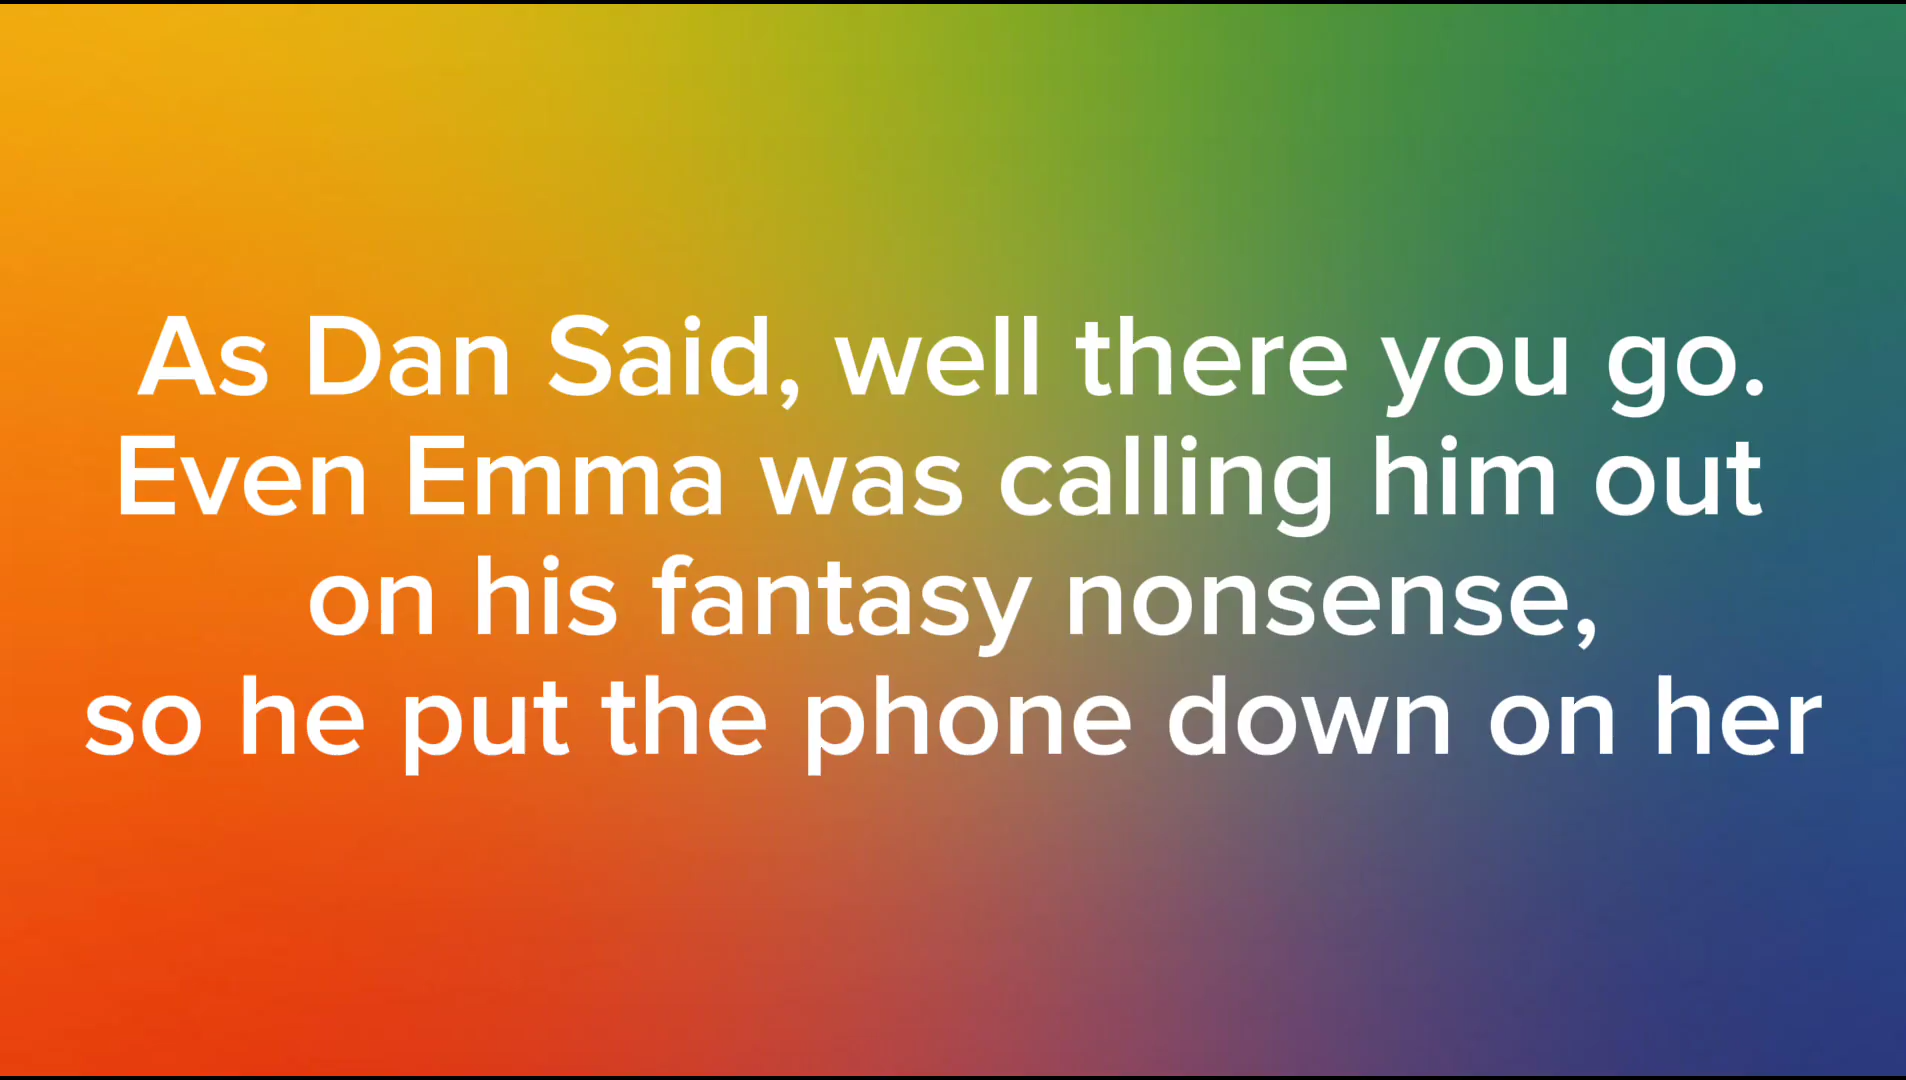 As Dan Said, well there you go.
Even Emma was calling him out
on his fantasy nonsense,
so he put the phone down on her